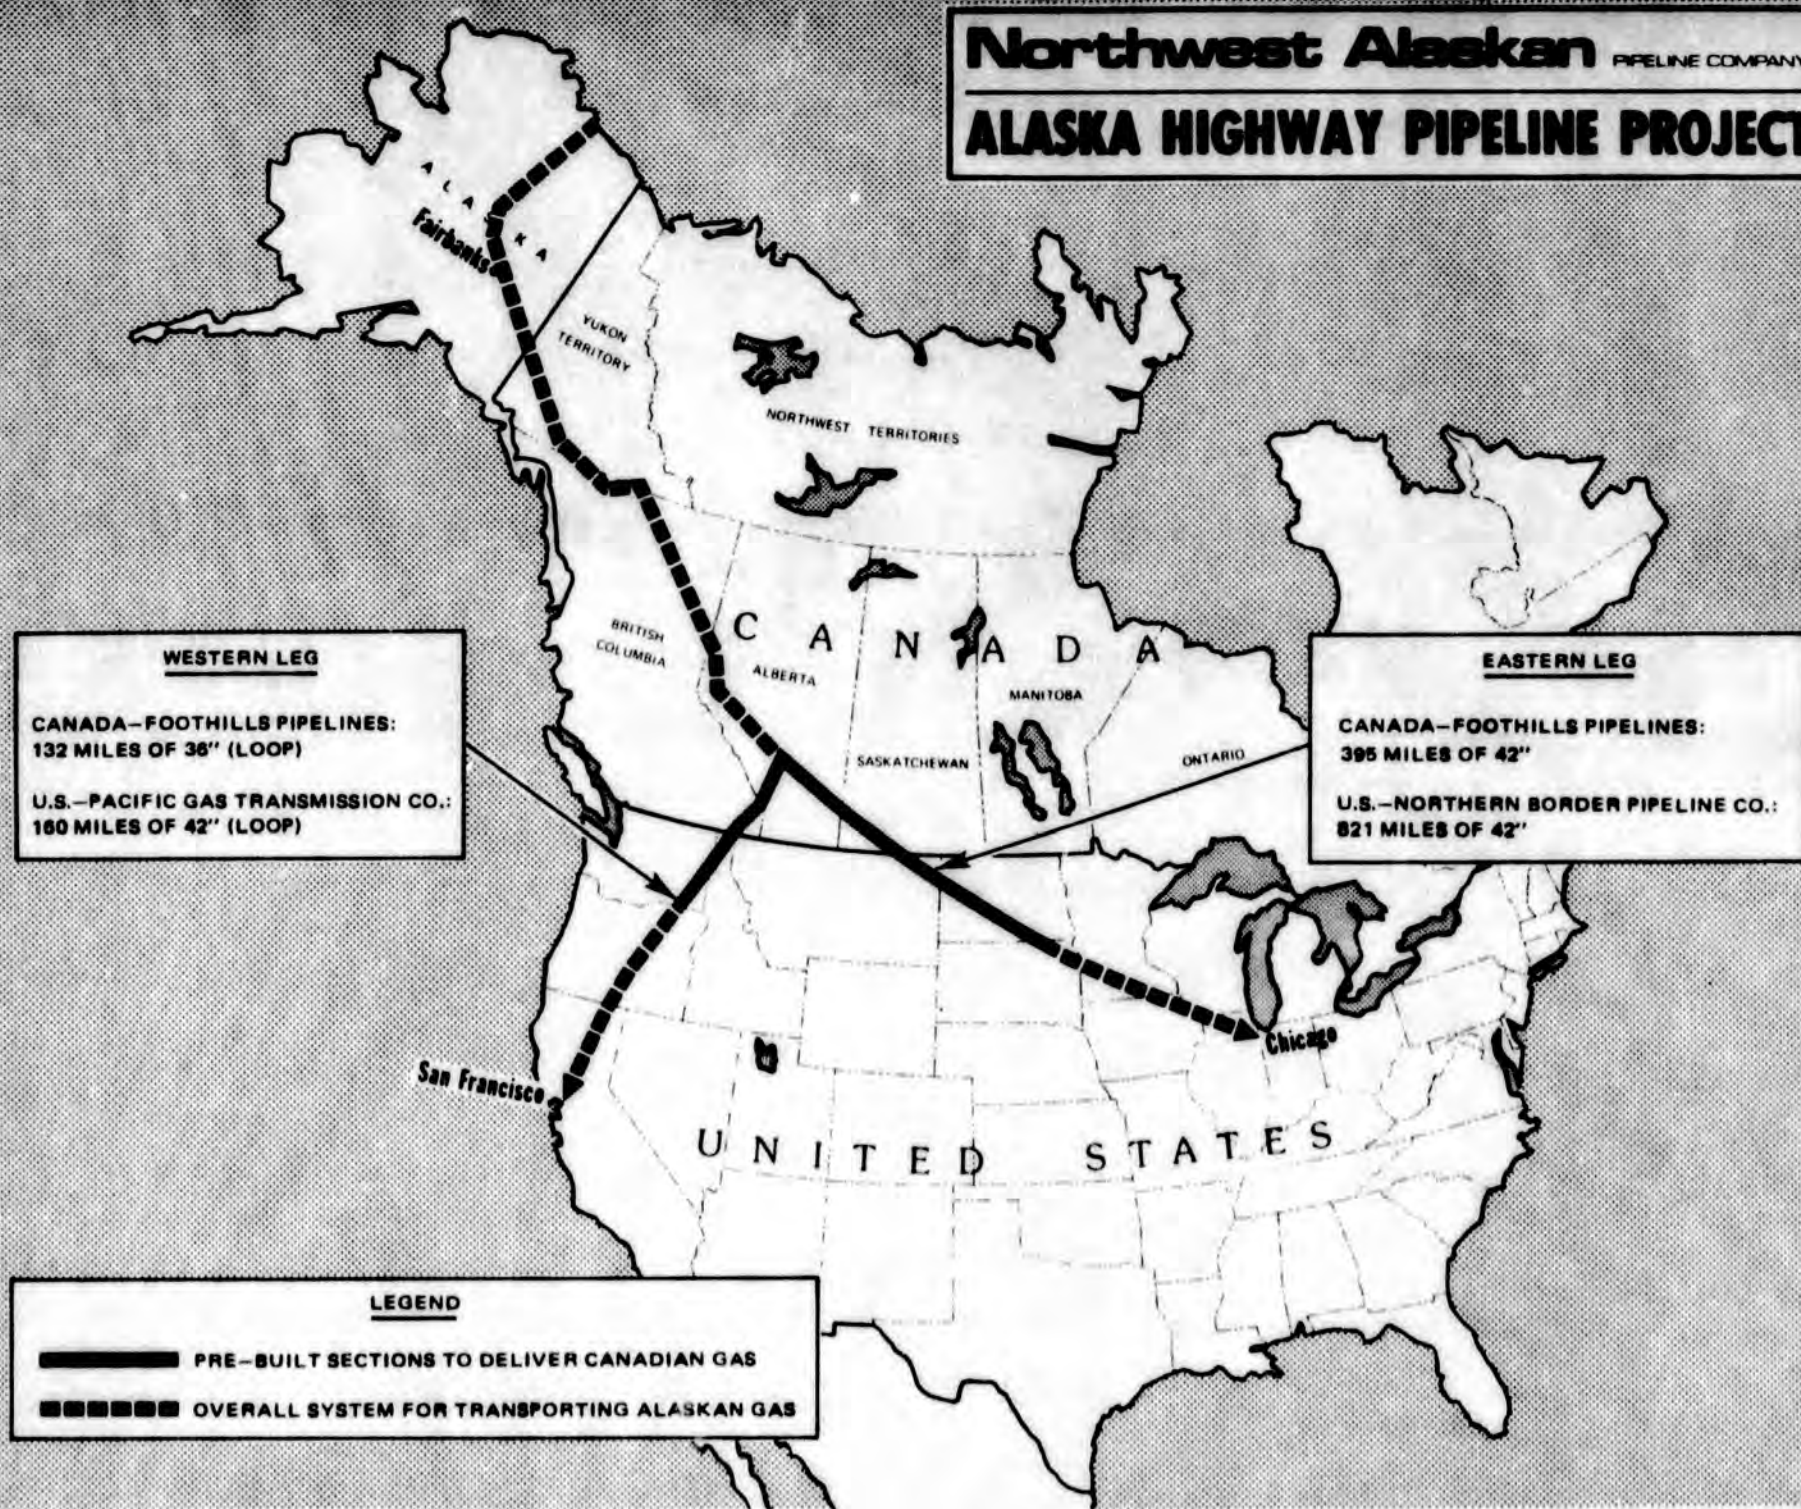 Northwest Alaskan PIPELINE COMPANY
ALASKA HIGHWAY PIPELINE PROJECT
ALASKA
Fairbanks
YUKON
TERRITORY
NORTHWEST TERRITORIES
CANADA
BRITISH
COLUMBIA
ALBERTA
SASKATCHEWAN
MANITOBA
ONTARIO
WESTERN LEG
CANADA–FOOTHILLS PIPELINES:
132 MILES OF 36" (LOOP)
U.S.–PACIFIC GAS TRANSMISSION CO.:
160 MILES OF 42" (LOOP)
EASTERN LEG
CANADA–FOOTHILLS PIPELINES:
395 MILES OF 42"
U.S.–NORTHERN BORDER PIPELINE CO.:
821 MILES OF 42"
Chicago
San Francisco
UNITED STATES
LEGEND
PRE–BUILT SECTIONS TO DELIVER CANADIAN GAS
OVERALL SYSTEM FOR TRANSPORTING ALASKAN GAS